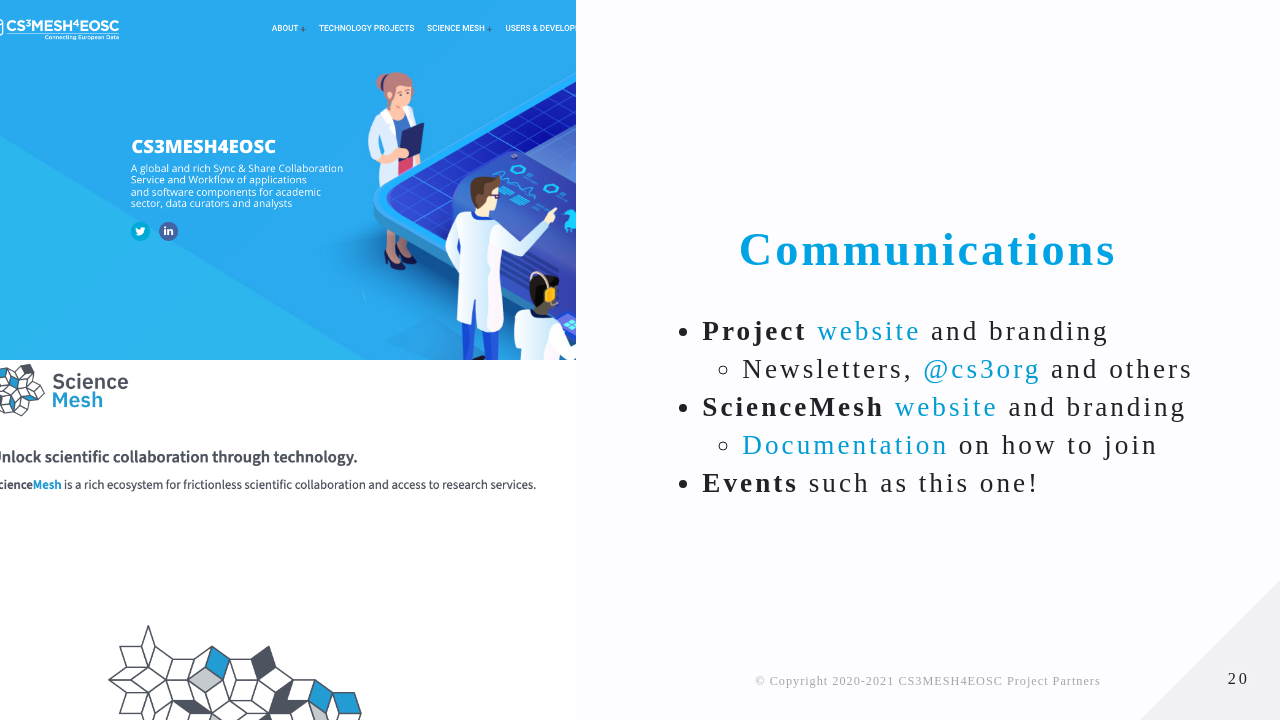 CS3MESH4EOSC
Connecting European Data
ABOUT + TECHNOLOGY PROJECTS SCIENCE MESH + USERS & DEVELOP
CS3MESH4EOSC
A global and rich Sync & Share Collaboration
Service and Workflow of applications
and software components for academic
sector, data curators and analysts
in
Science
Mesh
nlock scientific collaboration through technology.
cienceMesh is a rich ecosystem for frictionless scientific collaboration and access to research services.
Communications
• Project website and branding
◦ Newsletters, @cs3org and others
• ScienceMesh website and branding
◦ Documentation on how to join
• Events such as this one!
© Copyright 2020-2021 CS3MESH4EOSC Project Partners
20